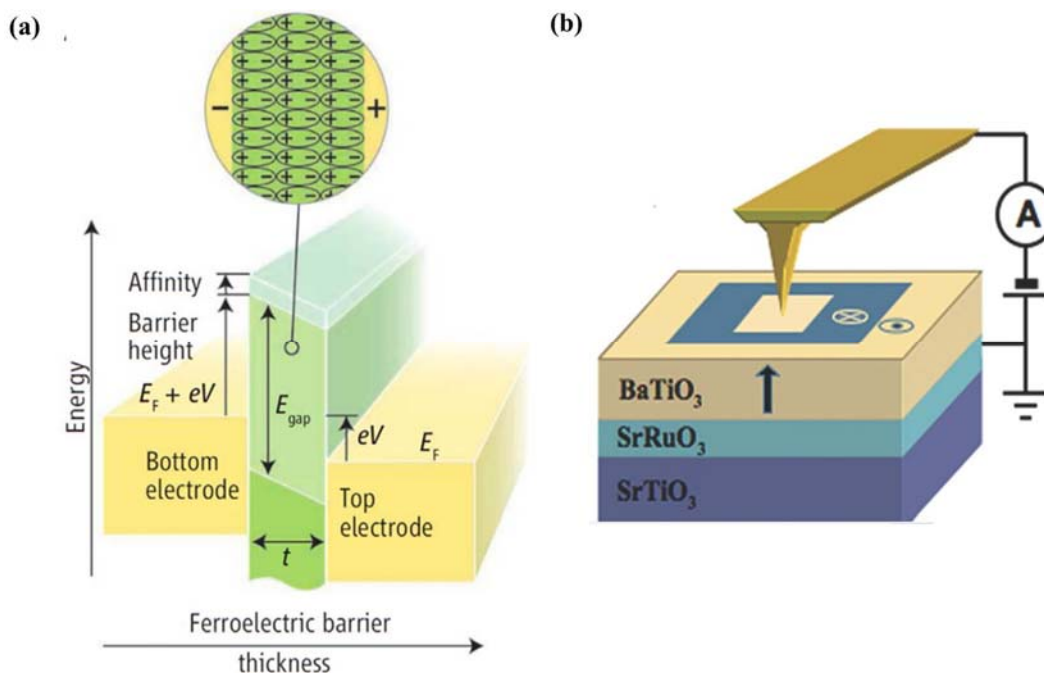 (a)
− +
Affinity
Barrier
height
E_F + eV
E_gap
eV
E_F
Bottom
electrode
Top
electrode
t
Energy
Ferroelectric barrier
thickness
(b)
A
BaTiO₃
SrRuO₃
SrTiO₃